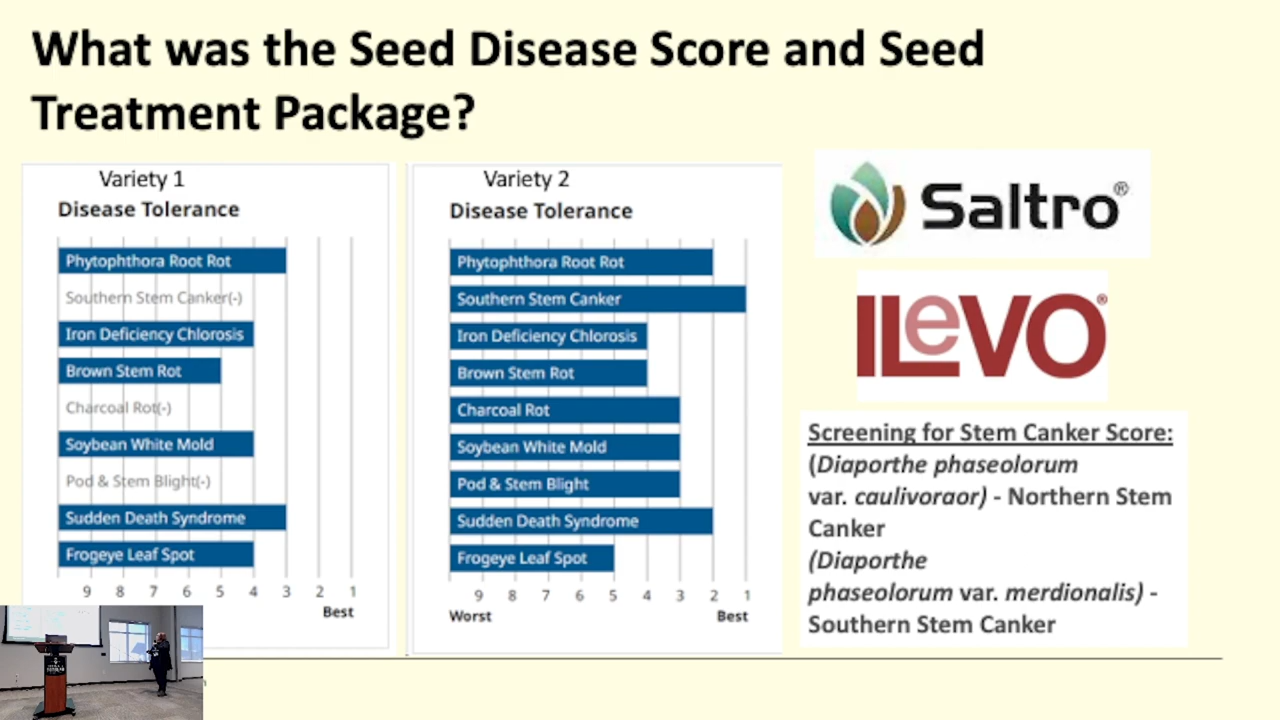 What was the Seed Disease Score and Seed
Treatment Package?
Variety 1
Disease Tolerance
Phytophthora Root Rot
Southern Stem Canker(-)
Iron Deficiency Chlorosis
Brown Stem Rot
Charcoal Rot(-)
Soybean White Mold
Pod & Stem Blight(-)
Sudden Death Syndrome
Frogeye Leaf Spot
9 8 7 6 5 4 3 2 1
Best
Variety 2
Disease Tolerance
Phytophthora Root Rot
Southern Stem Canker
Iron Deficiency Chlorosis
Brown Stem Rot
Charcoal Rot
Soybean White Mold
Pod & Stem Blight
Sudden Death Syndrome
Frogeye Leaf Spot
9 8 7 6 5 4 3 2 1
Worst Best
Saltro®
ILeVO®
Screening for Stem Canker Score:
(Diaporthe phaseolorum
var. caulivoraor) - Northern Stem
Canker
(Diaporthe
phaseolorum var. merdionalis) -
Southern Stem Canker